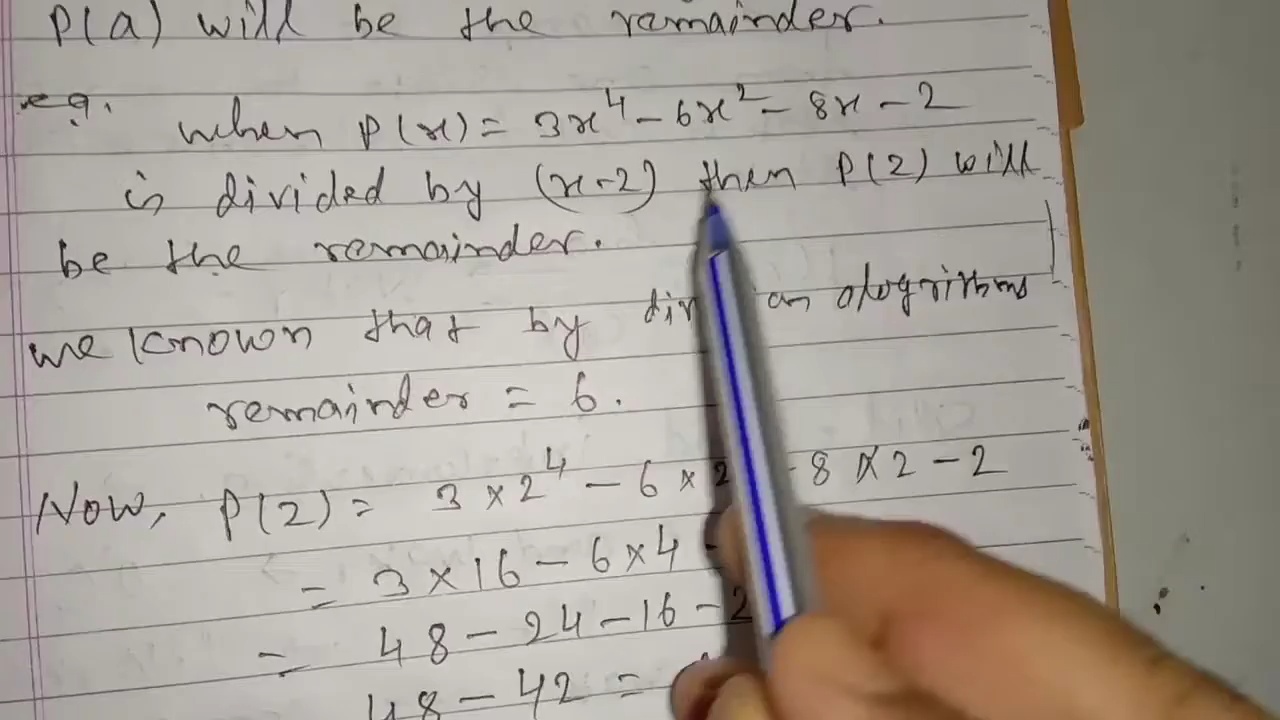 P(a) will be the remainder.
e.g. when P(x) = 3x⁴ - 6x² - 8x - 2
is divided by (x-2) then P(2) will
be the remainder.
we known that by an alogrithms
remainder = 6.
Now, P(2) = 3 × 2⁴ - 6 × 2 - 8 × 2 - 2
= 3 × 16 - 6 × 4 -
= 48 - 24 - 16 - 2
48 - 42 =